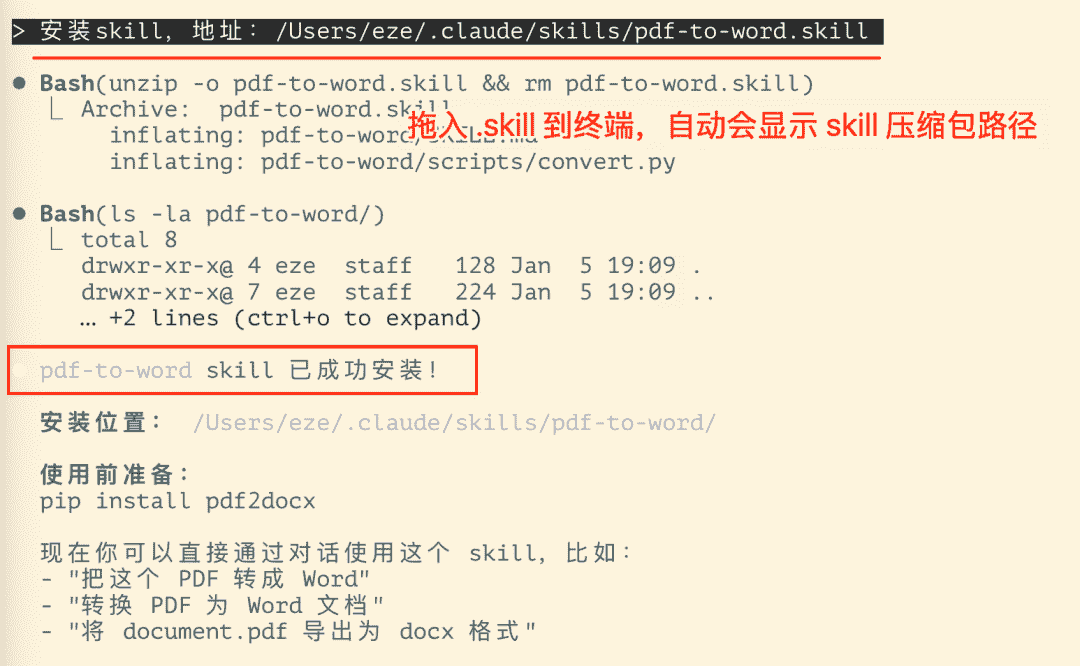 > 安装skill, 地址: /Users/eze/.claude/skills/pdf-to-word.skill
● Bash(unzip -o pdf-to-word.skill && rm pdf-to-word.skill)
Archive: pdf-to-word.skill
拖入 .skill 到终端，自动会显示 skill 压缩包路径
inflating: pdf-to-word/SKILL.md
inflating: pdf-to-word/scripts/convert.py
● Bash(ls -la pdf-to-word/)
total 8
drwxr-xr-x@ 4 eze staff 128 Jan 5 19:09 .
drwxr-xr-x@ 7 eze staff 224 Jan 5 19:09 ..
… +2 lines (ctrl+o to expand)
pdf-to-word skill 已成功安装!
安装位置: /Users/eze/.claude/skills/pdf-to-word/
使用前准备:
pip install pdf2docx
现在你可以直接通过对话使用这个 skill, 比如:
- "把这个 PDF 转成 Word"
- "转换 PDF 为 Word 文档"
- "将 document.pdf 导出为 docx 格式"